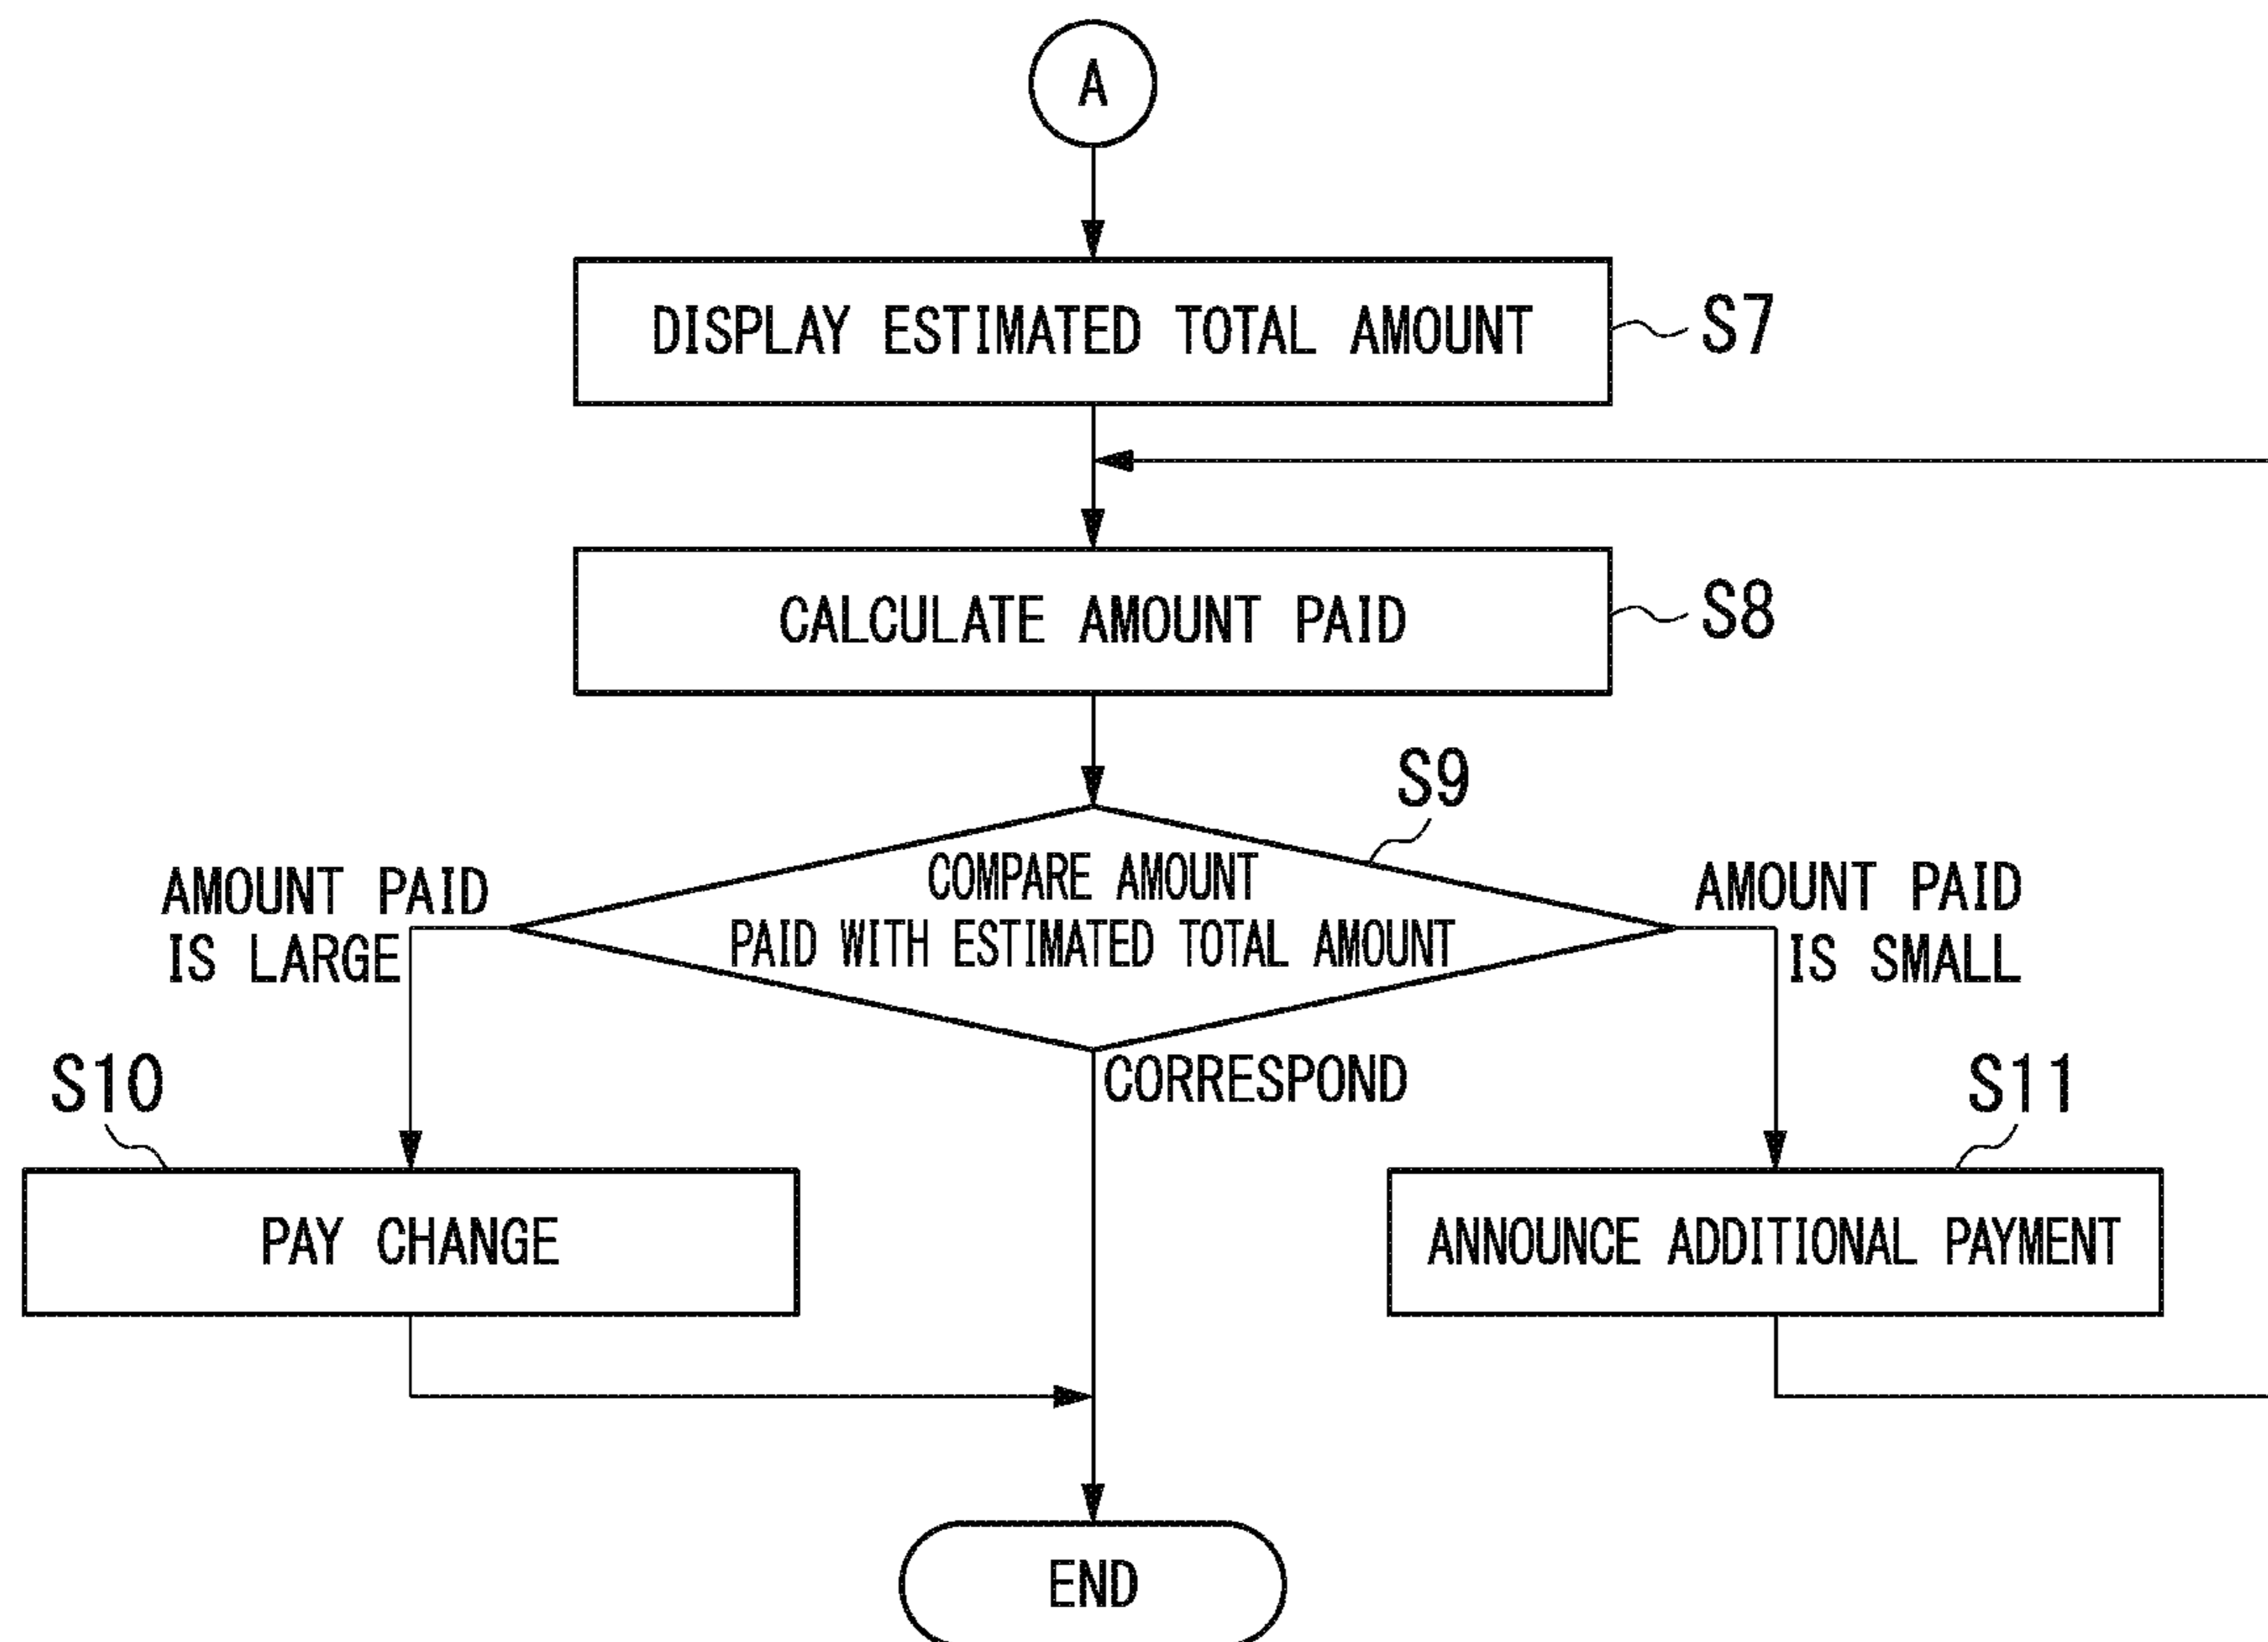 A
DISPLAY ESTIMATED TOTAL AMOUNT
S7
CALCULATE AMOUNT PAID
S8
S9
COMPARE AMOUNT
PAID WITH ESTIMATED TOTAL AMOUNT
AMOUNT PAID
IS LARGE
AMOUNT PAID
IS SMALL
CORRESPOND
S10
PAY CHANGE
S11
ANNOUNCE ADDITIONAL PAYMENT
END